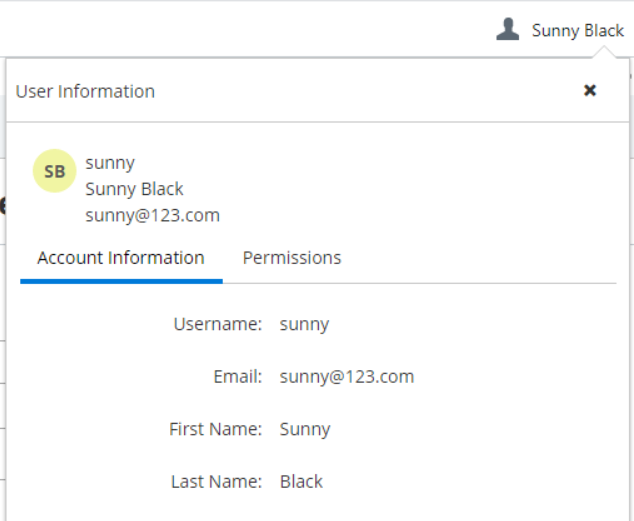 Sunny Black
User Information
SB
sunny
Sunny Black
sunny@123.com
Account Information
Permissions
Username: sunny
Email: sunny@123.com
First Name: Sunny
Last Name: Black